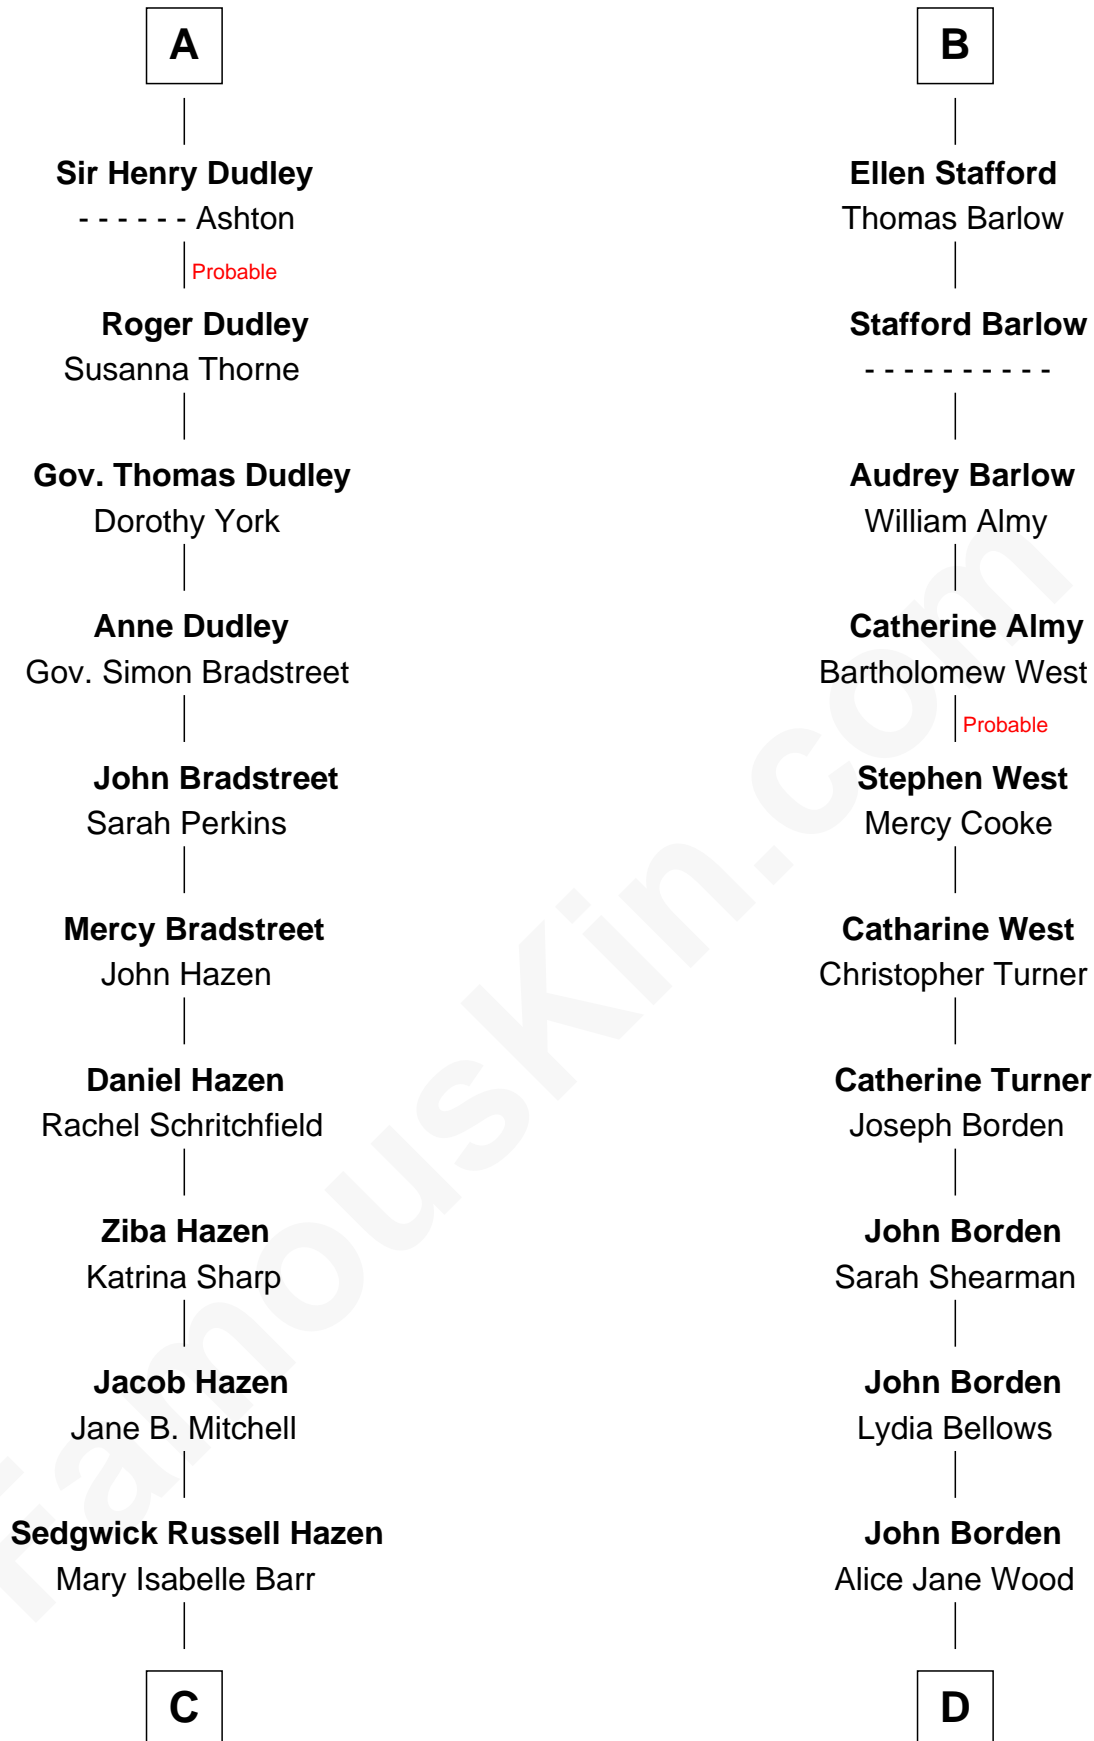 A
Sir Henry Dudley
- - - - - - Ashton
Probable
Roger Dudley
Susanna Thorne
Gov. Thomas Dudley
Dorothy York
Anne Dudley
Gov. Simon Bradstreet
John Bradstreet
Sarah Perkins
Mercy Bradstreet
John Hazen
Daniel Hazen
Rachel Schritchfield
Ziba Hazen
Katrina Sharp
Jacob Hazen
Jane B. Mitchell
Sedgwick Russell Hazen
Mary Isabelle Barr
C
B
Ellen Stafford
Thomas Barlow
Stafford Barlow
- - - - - - - - - -
Audrey Barlow
William Almy
Catherine Almy
Bartholomew West
Probable
Stephen West
Mercy Cooke
Catharine West
Christopher Turner
Catherine Turner
Joseph Borden
John Borden
Sarah Shearman
John Borden
Lydia Bellows
John Borden
Alice Jane Wood
D
FamousKin.com